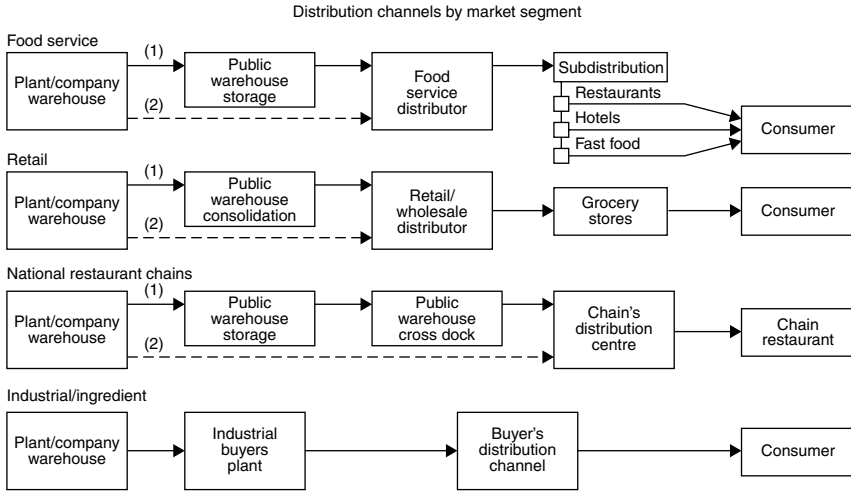 Distribution channels by market segment
Food service
Plant/company
warehouse
(1)
(2)
Public
warehouse
storage
Food
service
distributor
Subdistribution
Restaurants
Hotels
Fast food
Consumer
Retail
Plant/company
warehouse
(1)
(2)
Public
warehouse
consolidation
Retail/
wholesale
distributor
Grocery
stores
Consumer
National restaurant chains
Plant/company
warehouse
(1)
(2)
Public
warehouse
storage
Public
warehouse
cross dock
Chain's
distribution
centre
Chain
restaurant
Industrial/ingredient
Plant/company
warehouse
Industrial
buyers
plant
Buyer's
distribution
channel
Consumer